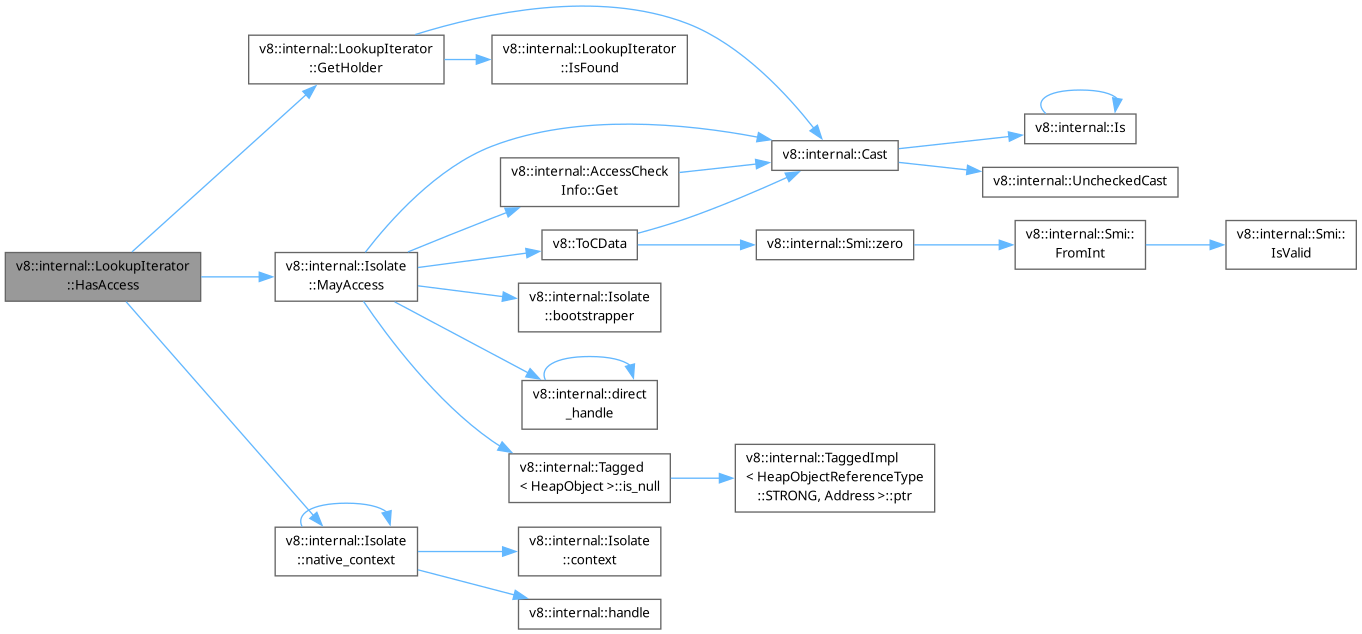 v8::internal::LookupIterator
::HasAccess
v8::internal::LookupIterator
::GetHolder
v8::internal::LookupIterator
::IsFound
v8::internal::Cast
v8::internal::Is
v8::internal::UncheckedCast
v8::internal::Isolate
::MayAccess
v8::internal::AccessCheck
Info::Get
v8::ToCData
v8::internal::Smi::zero
v8::internal::Smi::
FromInt
v8::internal::Smi::
IsValid
v8::internal::Isolate
::bootstrapper
v8::internal::direct
_handle
v8::internal::Tagged
< HeapObject >::is_null
v8::internal::TaggedImpl
< HeapObjectReferenceType
::STRONG, Address >::ptr
v8::internal::Isolate
::native_context
v8::internal::Isolate
::context
v8::internal::handle